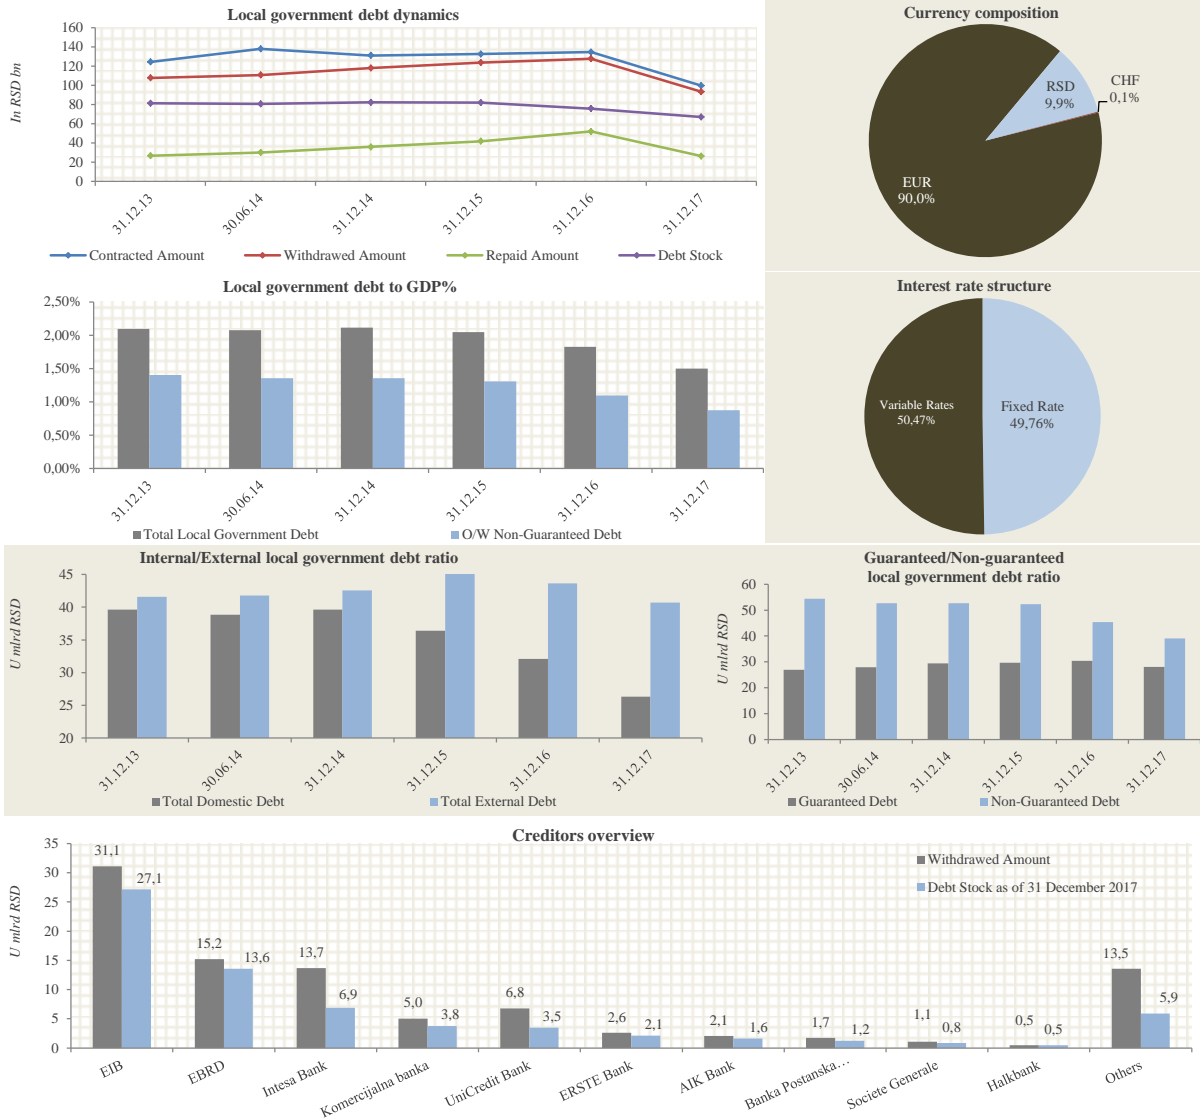 Local government debt dynamics
In RSD bn
160
140
120
100
80
60
40
20
0
31.12.13
30.06.14
31.12.14
31.12.15
31.12.16
31.12.17
Contracted Amount
Withdrawed Amount
Repaid Amount
Debt Stock
Currency composition
RSD
9,9%
CHF
0,1%
EUR
90,0%
Local government debt to GDP%
2,50%
2,00%
1,50%
1,00%
0,50%
0,00%
31.12.13
30.06.14
31.12.14
31.12.15
31.12.16
31.12.17
Total Local Government Debt
O/W Non-Guaranteed Debt
Interest rate structure
Variable Rates
50,47%
Fixed Rate
49,76%
Internal/External local government debt ratio
U mlrd RSD
45
40
35
30
25
20
31.12.13
30.06.14
31.12.14
31.12.15
31.12.16
31.12.17
Total Domestic Debt
Total External Debt
Guaranteed/Non-guaranteed
local government debt ratio
U mlrd RSD
60
50
40
30
20
10
0
31.12.13
30.06.14
31.12.14
31.12.15
31.12.16
31.12.17
Guaranteed Debt
Non-Guaranteed Debt
Creditors overview
U mlrd RSD
35
30
25
20
15
10
5
0
Withdrawed Amount
Debt Stock as of 31 December 2017
31,1
27,1
15,2
13,6
13,7
6,9
5,0
3,8
6,8
3,5
2,6
2,1
2,1
1,6
1,7
1,2
1,1
0,8
0,5
0,5
13,5
5,9
EIB
EBRD
Intesa Bank
Komercijalna banka
UniCredit Bank
ERSTE Bank
AIK Bank
Banka Postanska…
Societe Generale
Halkbank
Others